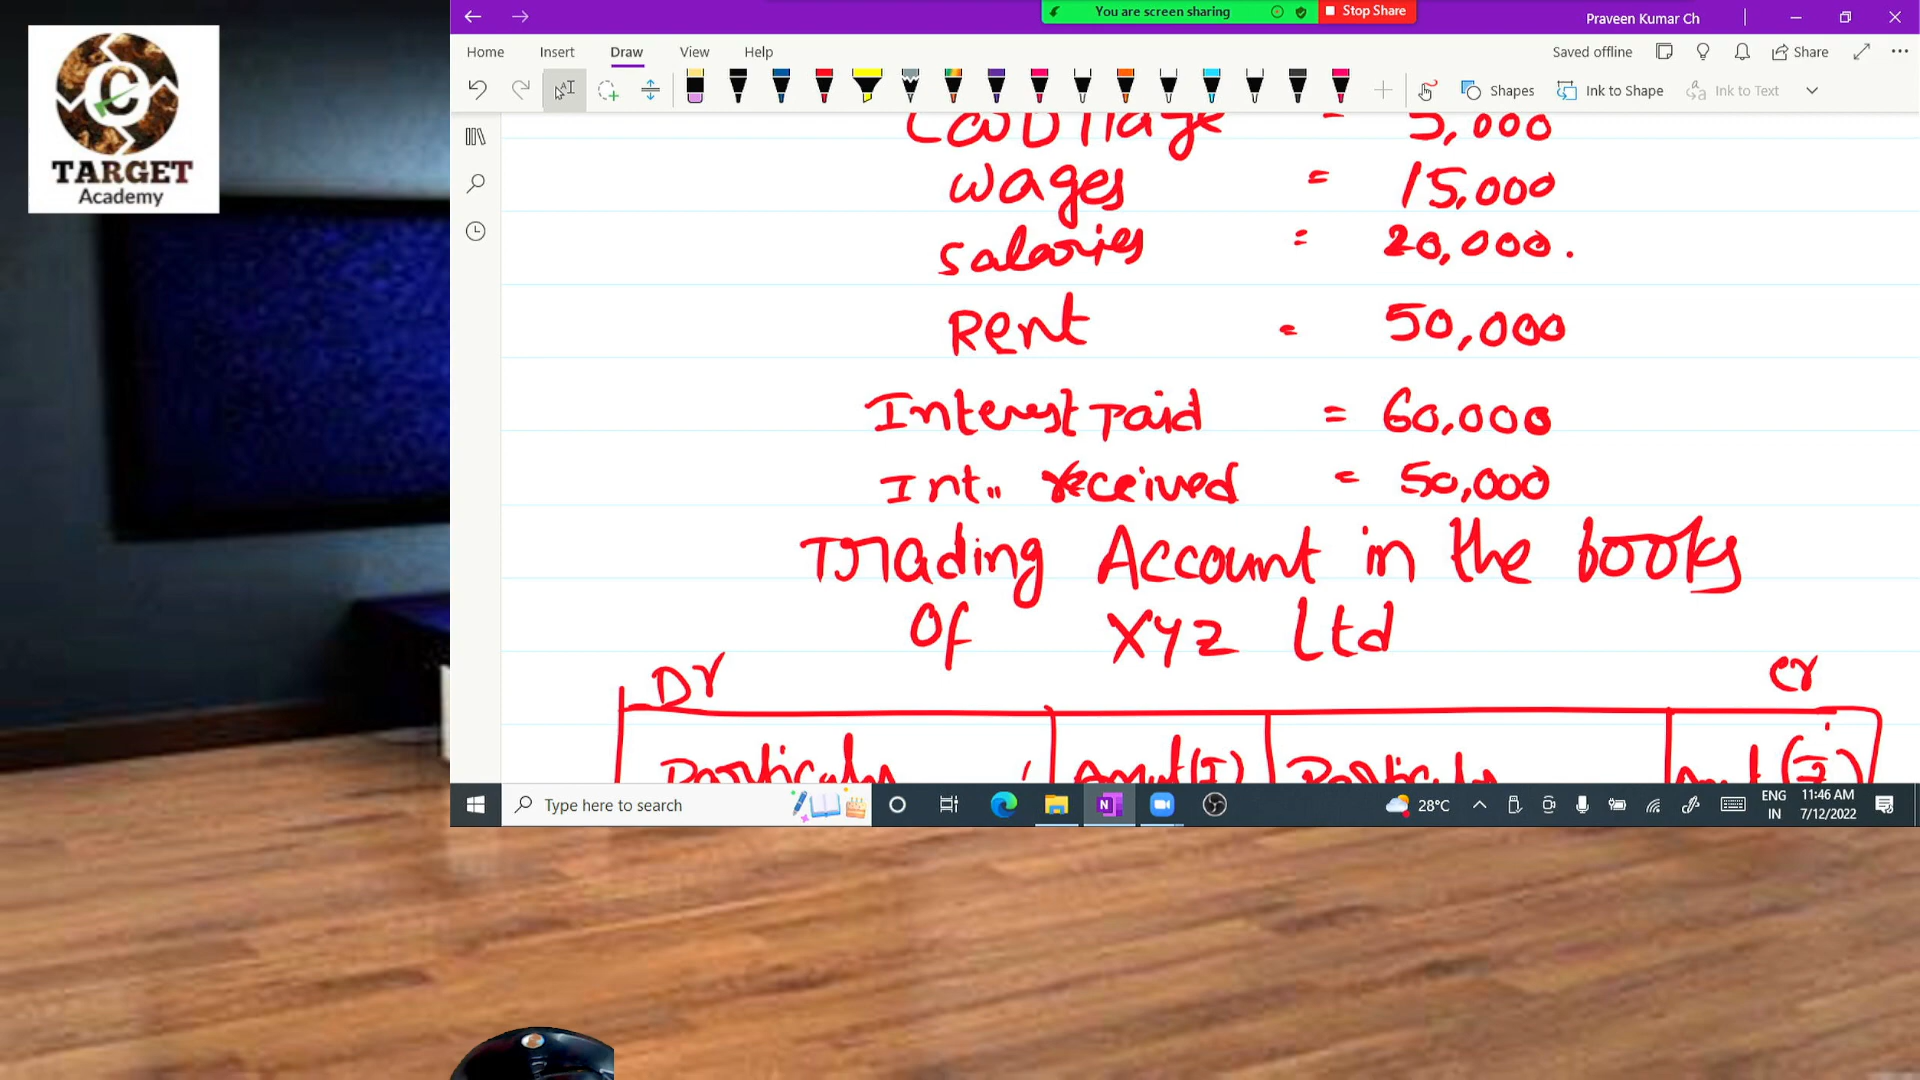 TARGET
Academy
You are screen sharing
Stop Share
Praveen Kumar Ch
Home Insert Draw View Help
Saved offline
Share
Shapes
Ink to Shape
Ink to Text
= 5,000
Wages = 15,000
Salaries = 20,000.
Rent = 50,000
Interest Paid = 60,000
Int.. received = 50,000
Trading Account in the books
Of XYZ Ltd
Dr Cr
Type here to search
28°C
ENG
IN
11:46 AM
7/12/2022